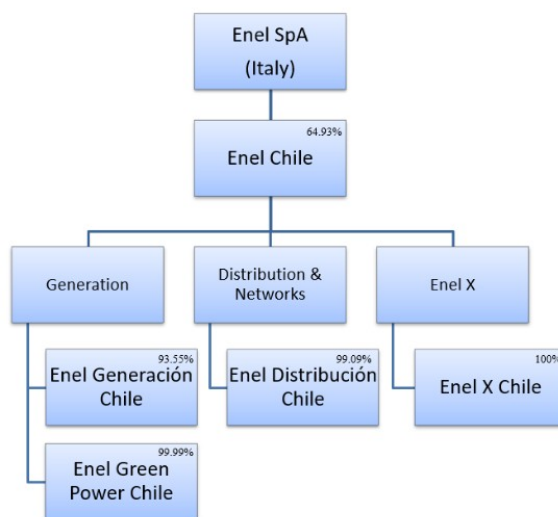 Enel SpA
(Italy)
64.93%
Enel Chile
Generation
Distribution &
Networks
Enel X
93.55%
Enel Generación
Chile
99.09%
Enel Distribución
Chile
100%
Enel X Chile
99.99%
Enel Green
Power Chile